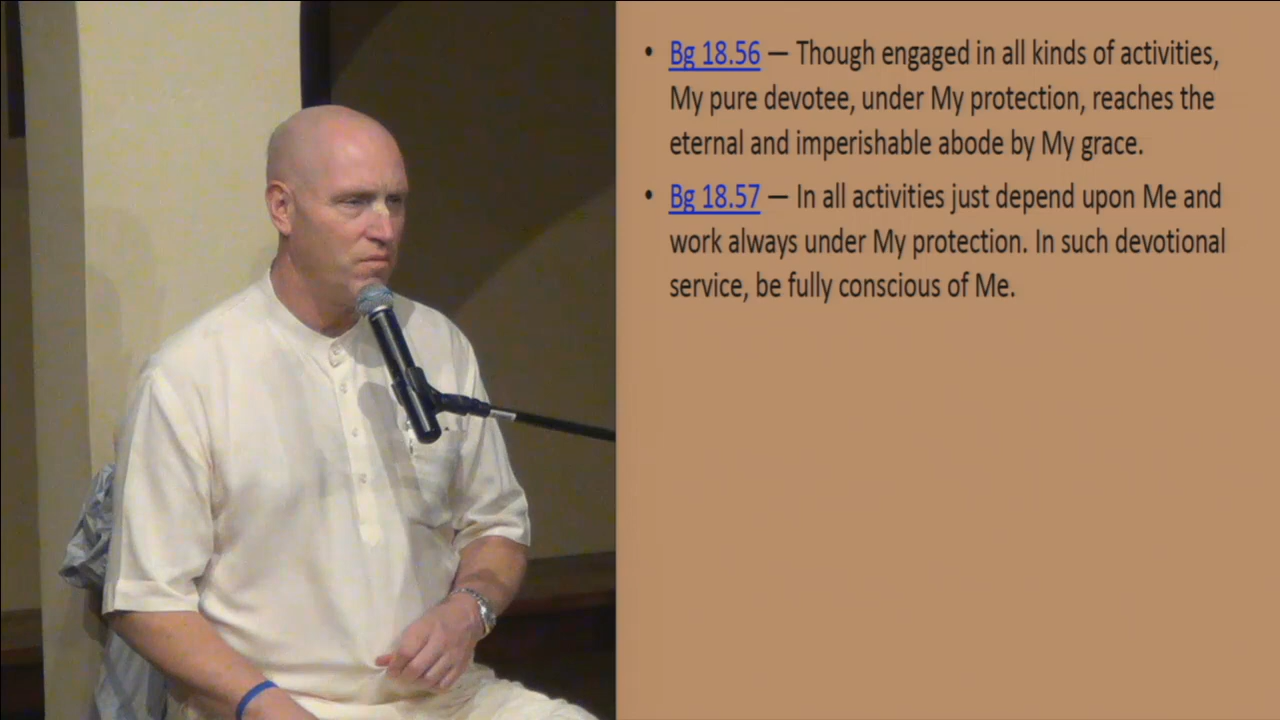 • Bg 18.56 — Though engaged in all kinds of activities,
My pure devotee, under My protection, reaches the
eternal and imperishable abode by My grace.
• Bg 18.57 — In all activities just depend upon Me and
work always under My protection. In such devotional
service, be fully conscious of Me.